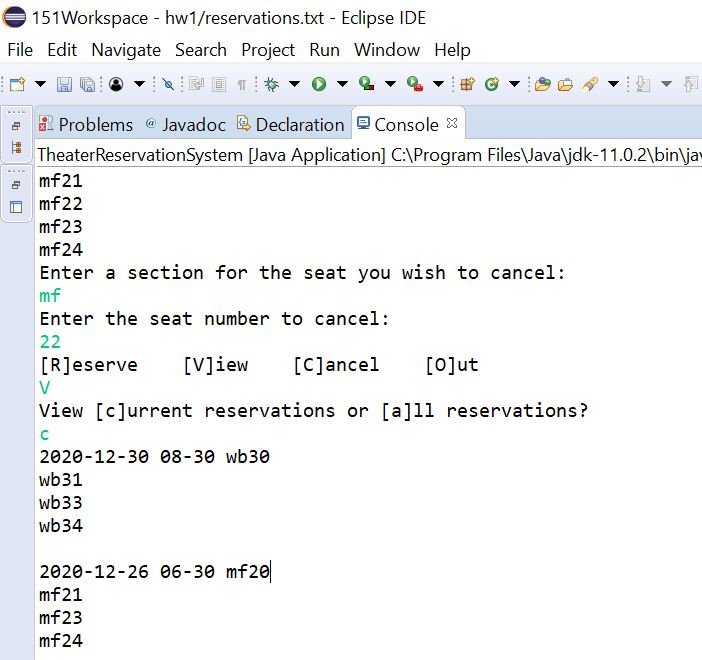 151Workspace - hw1/reservations.txt - Eclipse IDE
File Edit Navigate Search Project Run Window Help
Problems @ Javadoc Declaration Console
TheaterReservationSystem [Java Application] C:\Program Files\Java\jdk-11.0.2\bin\jav
mf21
mf22
mf23
mf24
Enter a section for the seat you wish to cancel:
mf
Enter the seat number to cancel:
22
[R]eserve    [V]iew    [C]ancel    [O]ut
V
View [c]urrent reservations or [a]ll reservations?
c
2020-12-30 08-30 wb30
wb31
wb33
wb34
2020-12-26 06-30 mf20
mf21
mf23
mf24